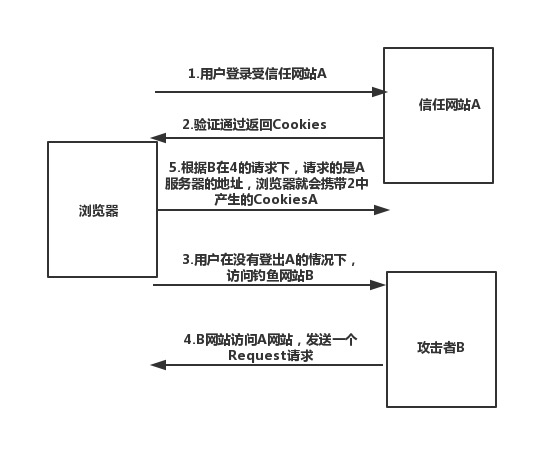 1.用户登录受信任网站A
信任网站A
2.验证通过返回Cookies
5.根据B在4的请求下，请求的是A
服务器的地址，浏览器就会携带2中
产生的CookiesA
浏览器
3.用户在没有登出A的情况下，
访问钓鱼网站B
4.B网站访问A网站，发送一个
Request请求
攻击者B